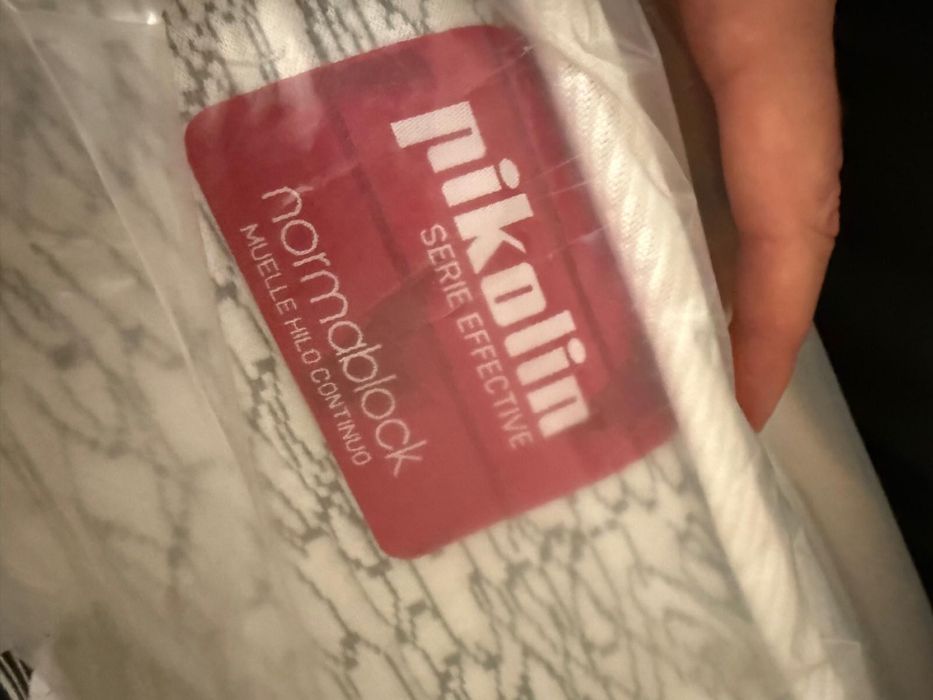 pikolin
SERIE EFFECTIVE
normablock
MUELLE HILO CONTINUO